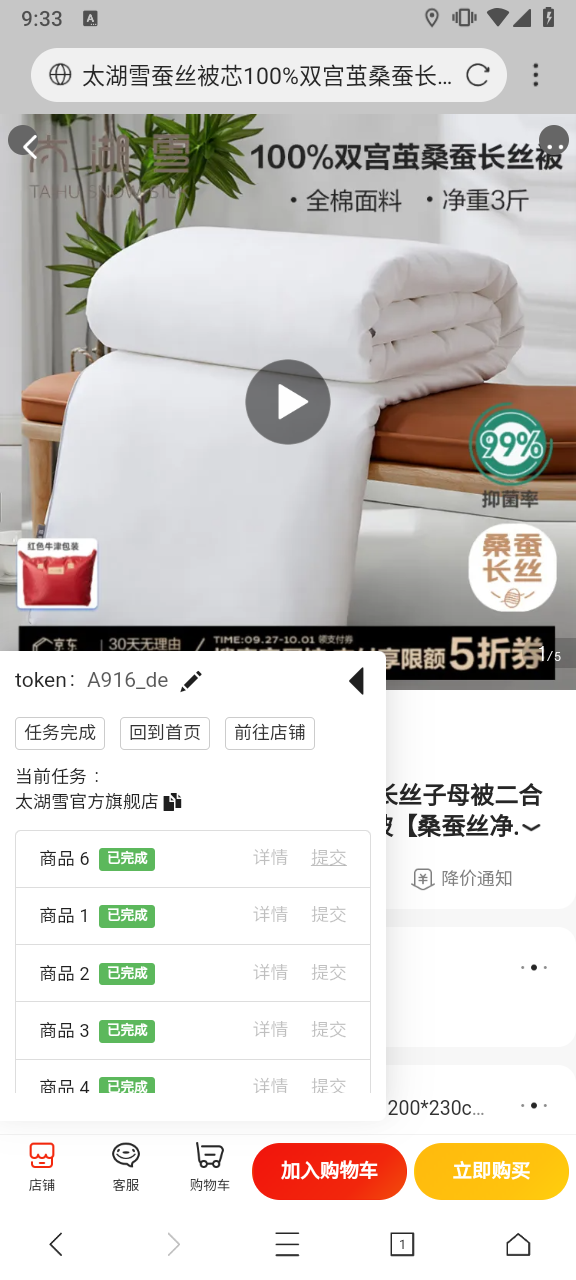 9:33
A
太湖雪蚕丝被芯100%双宫茧桑蚕长...
太湖雪
TAIHU SNOW SILK
100%双宫茧桑蚕长丝被
·全棉面料 ·净重3斤
99%
抑菌率
桑蚕
长丝
红色牛津包装
京东
30天无理由
TIME:09.27-10.01 领支付券
享限额5折券
1/5
token: A916_de
任务完成 回到首页 前往店铺
当前任务：
太湖雪官方旗舰店
长丝子母被二合
被【桑蚕丝净.
降价通知
商品 6 已完成 详情 提交
商品 1 已完成 详情 提交
商品 2 已完成 详情 提交
商品 3 已完成 详情 提交
商品 4 已完成 详情 提交
200*230c...
店铺
客服
购物车
加入购物车
立即购买
1